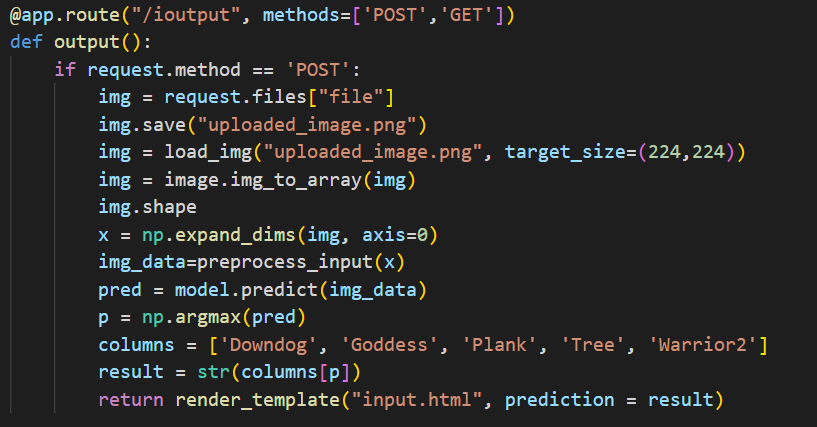 @app.route("/ioutput", methods=['POST','GET'])
def output():
    if request.method == 'POST':
        img = request.files["file"]
        img.save("uploaded_image.png")
        img = load_img("uploaded_image.png", target_size=(224,224))
        img = image.img_to_array(img)
        img.shape
        x = np.expand_dims(img, axis=0)
        img_data=preprocess_input(x)
        pred = model.predict(img_data)
        p = np.argmax(pred)
        columns = ['Downdog', 'Goddess', 'Plank', 'Tree', 'Warrior2']
        result = str(columns[p])
        return render_template("input.html", prediction = result)